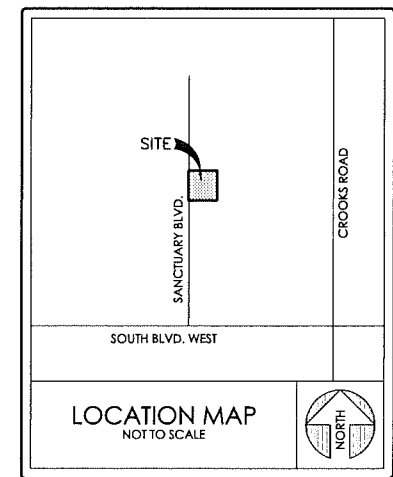 SITE
SANCTUARY BLVD.
CROOKS ROAD
SOUTH BLVD. WEST
LOCATION MAP
NOT TO SCALE
NORTH